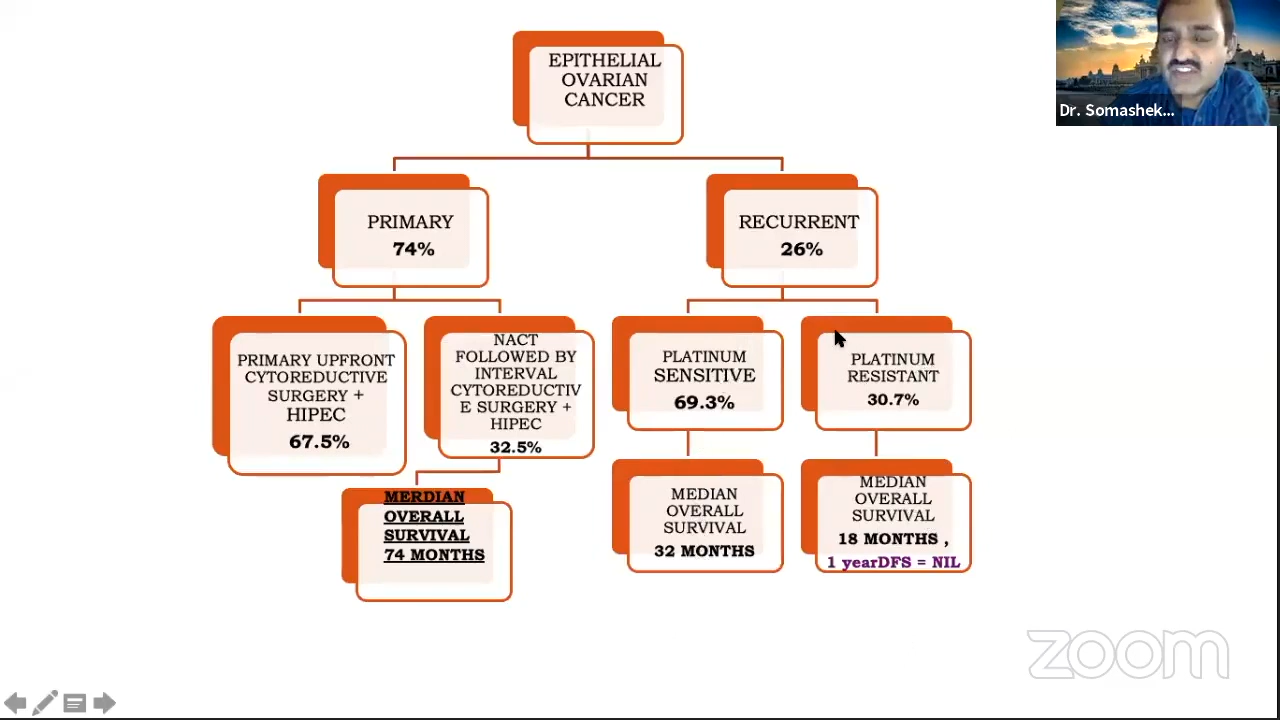 EPITHELIAL
OVARIAN
CANCER
Dr. Somashek...
PRIMARY
74%
RECURRENT
26%
PRIMARY UPFRONT
CYTOREDUCTIVE
SURGERY +
HIPEC
67.5%
NACT
FOLLOWED BY
INTERVAL
CYTOREDUCTIV
E SURGERY +
HIPEC
32.5%
PLATINUM
SENSITIVE
69.3%
PLATINUM
RESISTANT
30.7%
MERDIAN
OVERALL
SURVIVAL
74 MONTHS
MEDIAN
OVERALL
SURVIVAL
32 MONTHS
MEDIAN
OVERALL
SURVIVAL
18 MONTHS ,
1 yearDFS = NIL
zoom